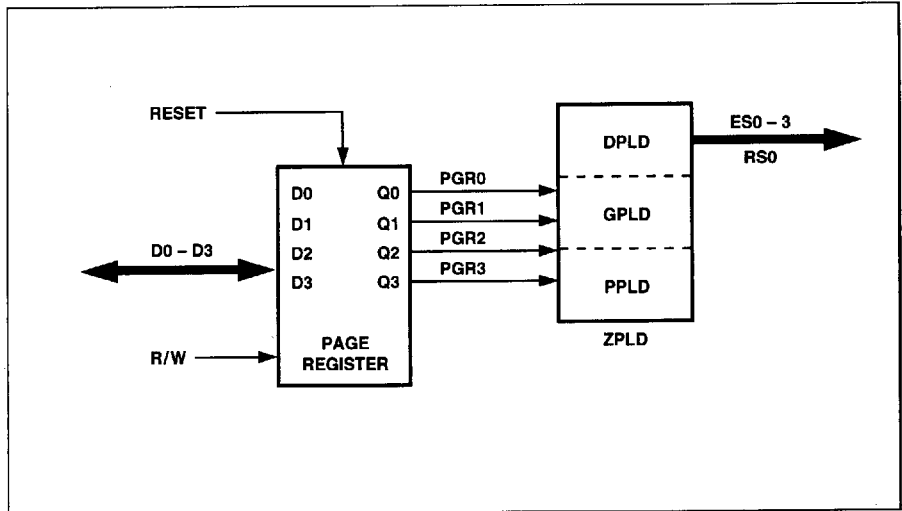 RESET
ES0 – 3
RS0
DPLD
GPLD
PPLD
ZPLD
D0 Q0
D1 Q1
D2 Q2
D3 Q3
PGR0
PGR1
PGR2
PGR3
D0 – D3
R/W
PAGE
REGISTER